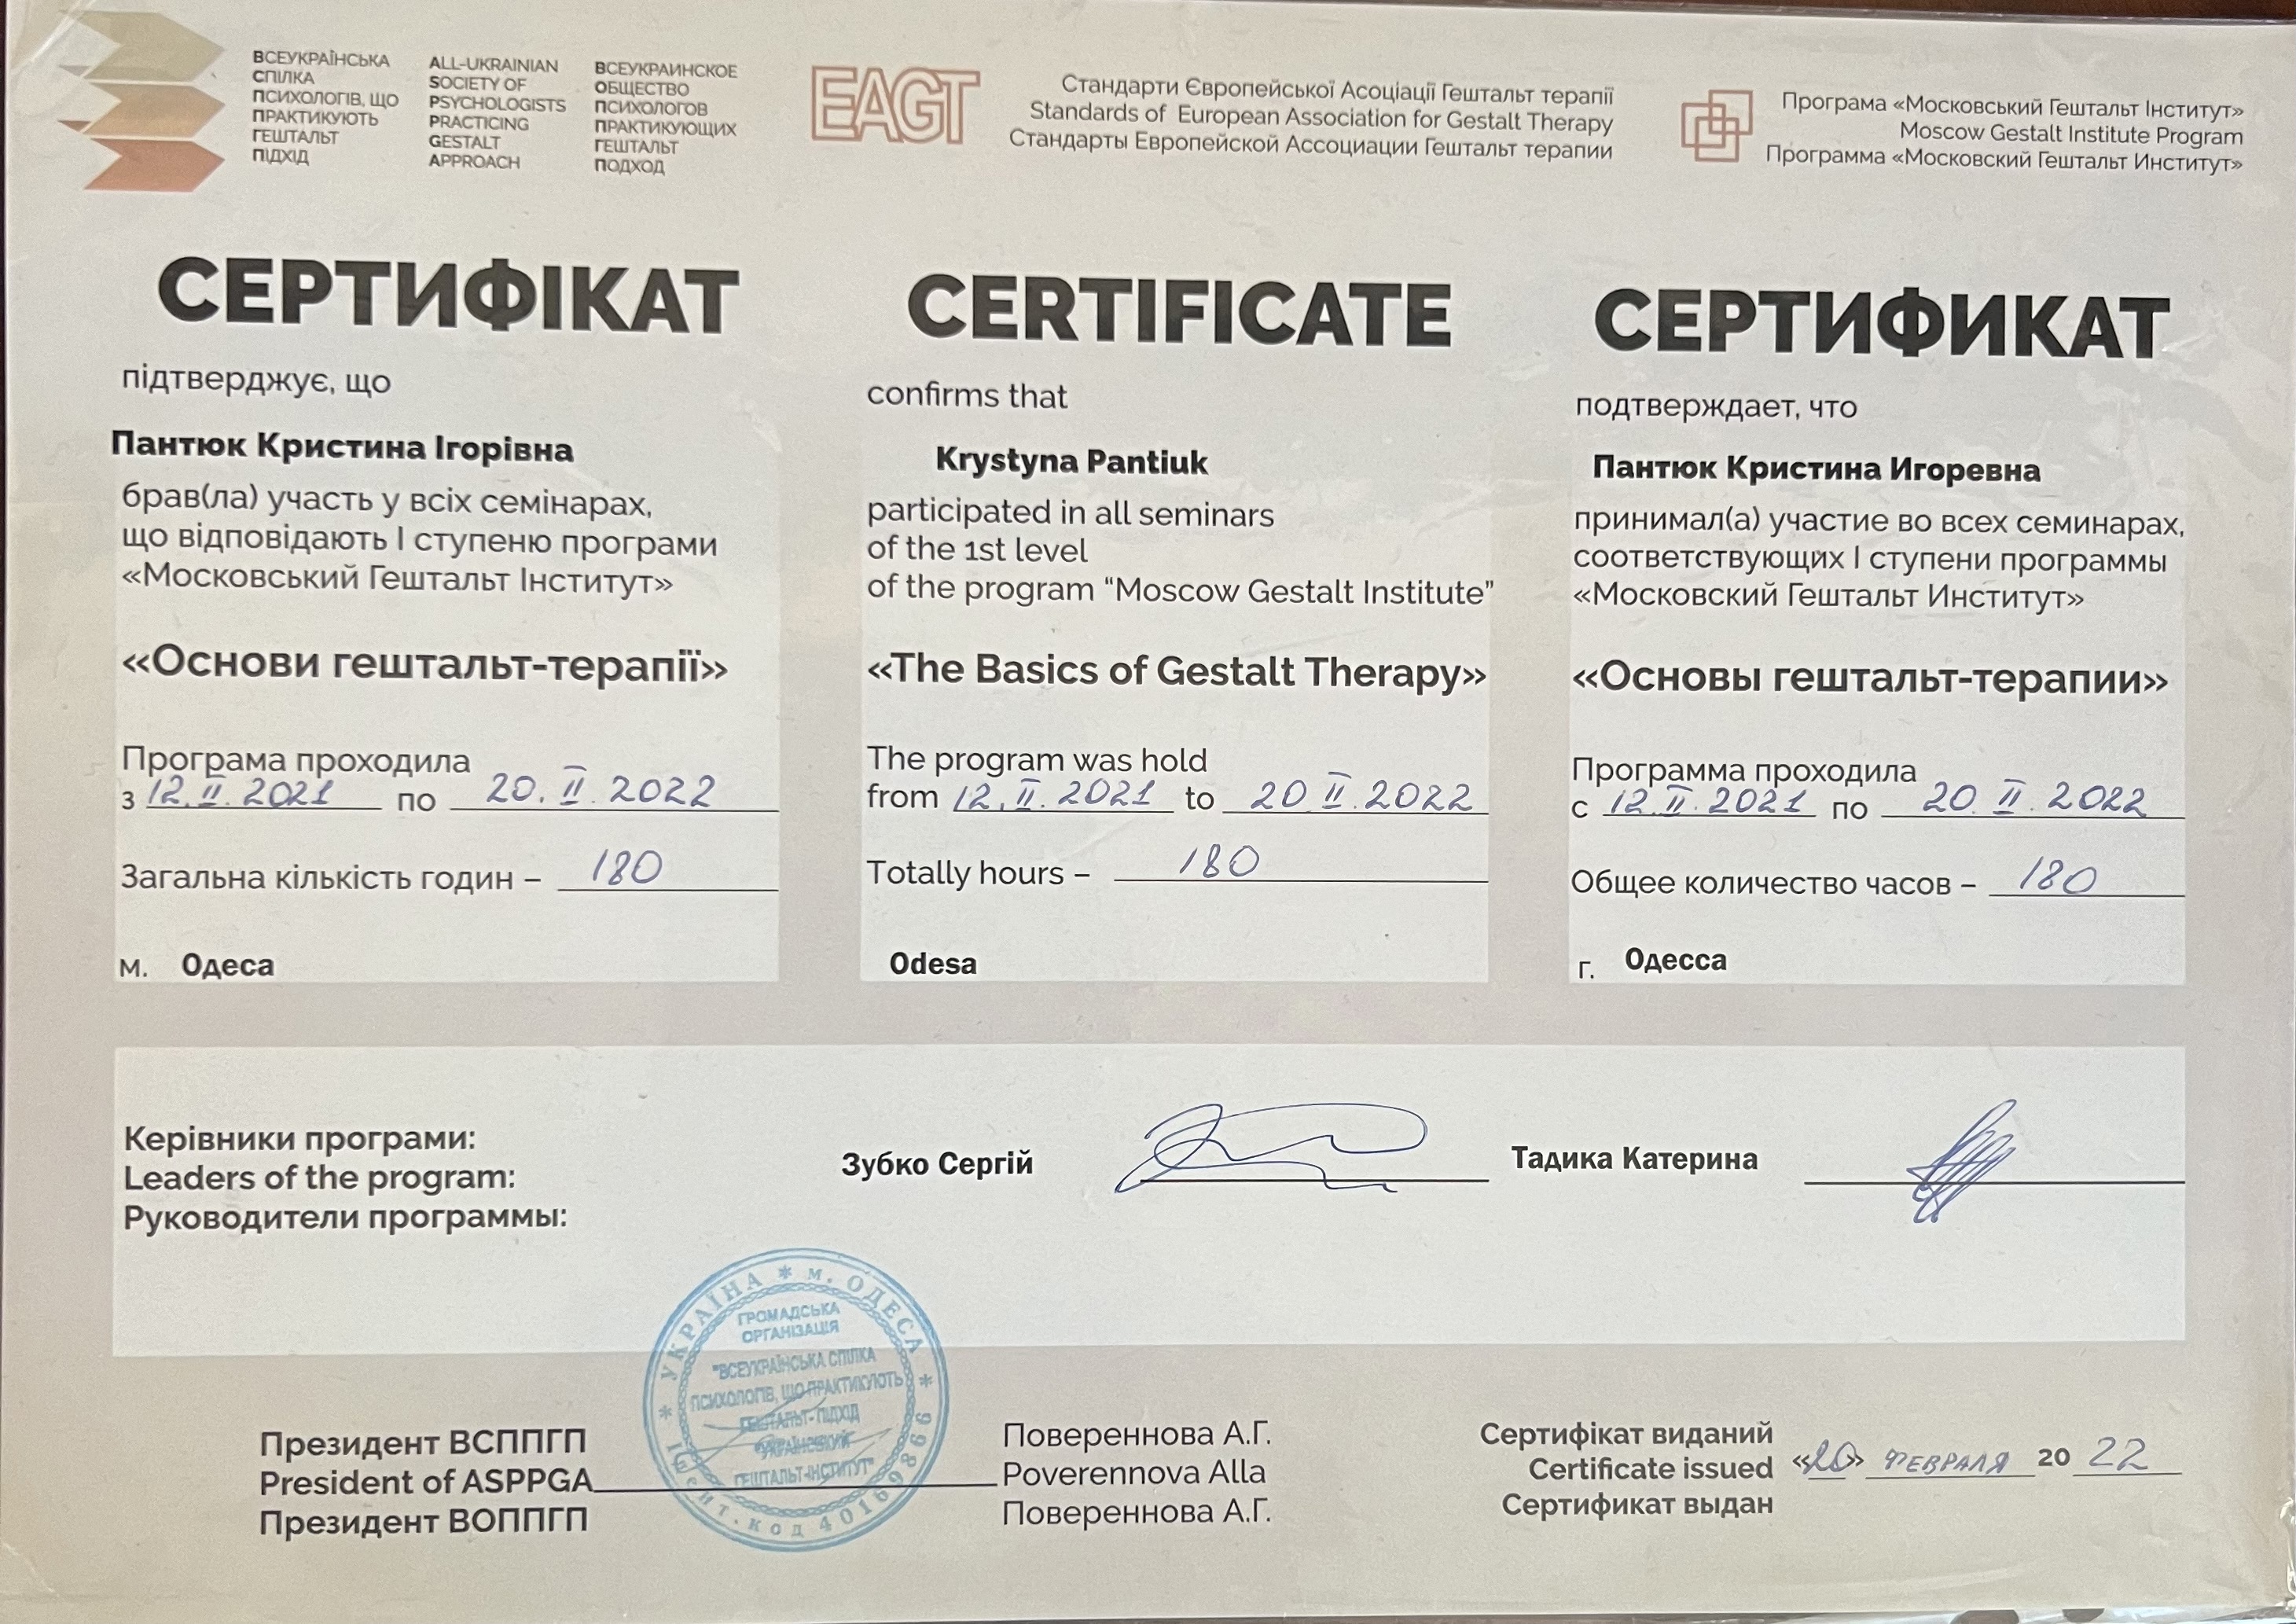 ВСЕУКРАЇНСЬКА
СПІЛКА
ПСИХОЛОГІВ, ЩО
ПРАКТИКУЮТЬ
ГЕШТАЛЬТ
ПІДХІД
ALL-UKRAINIAN
SOCIETY OF
PSYCHOLOGISTS
PRACTICING
GESTALT
APPROACH
ВСЕУКРАИНСКОЕ
ОБЩЕСТВО
ПСИХОЛОГОВ
ПРАКТИКУЮЩИХ
ГЕШТАЛЬТ
ПОДХОД
EAGT
Стандарти Європейської Асоціації Гештальт терапії
Standards of European Association for Gestalt Therapy
Стандарты Европейской Ассоциации Гештальт терапии
Програма «Московський Гештальт Інститут»
Moscow Gestalt Institute Program
Программа «Московский Гештальт Институт»
СЕРТИФІКАТ
підтверджує, що
Пантюк Кристина Ігорівна
брав(ла) участь у всіх семінарах,
що відповідають І ступеню програми
«Московський Гештальт Інститут»
«Основи гештальт-терапії»
Програма проходила
з 12.II.2021 по 20.II.2022
Загальна кількість годин – 180
м. Одеса
CERTIFICATE
confirms that
Krystyna Pantiuk
participated in all seminars
of the 1st level
of the program “Moscow Gestalt Institute”
«The Basics of Gestalt Therapy»
The program was hold
from 12.II.2021 to 20 II.2022
Totally hours – 180
Odesa
СЕРТИФИКАТ
подтверждает, что
Пантюк Кристина Игоревна
принимал(а) участие во всех семинарах,
соответствующих I ступени программы
«Московский Гештальт Институт»
«Основы гештальт-терапии»
Программа проходила
с 12.II 2021 по 20 II. 2022
Общее количество часов – 180
г. Одесса
Керівники програми:
Leaders of the program:
Руководители программы:
Зубко Сергій
Тадика Катерина
УКРАЇНА * м. ОДЕСА * Ідент. код 40169866 *
ГРОМАДСЬКА
ОРГАНІЗАЦІЯ
"ВСЕУКРАЇНСЬКА СПІЛКА
ПСИХОЛОГІВ, ЩО ПРАКТИКУЮТЬ
ГЕШТАЛЬТ-ПІДХІД
"УКРАЇНСЬКИЙ
ГЕШТАЛЬТ-ІНСТИТУТ"
Президент ВСППГП
President of ASPPGA
Президент ВОППГП
Повереннова А.Г.
Poverennova Alla
Повереннова А.Г.
Сертифікат виданий
Certificate issued «20» ФЕВРАЛЯ 20 22
Сертификат выдан